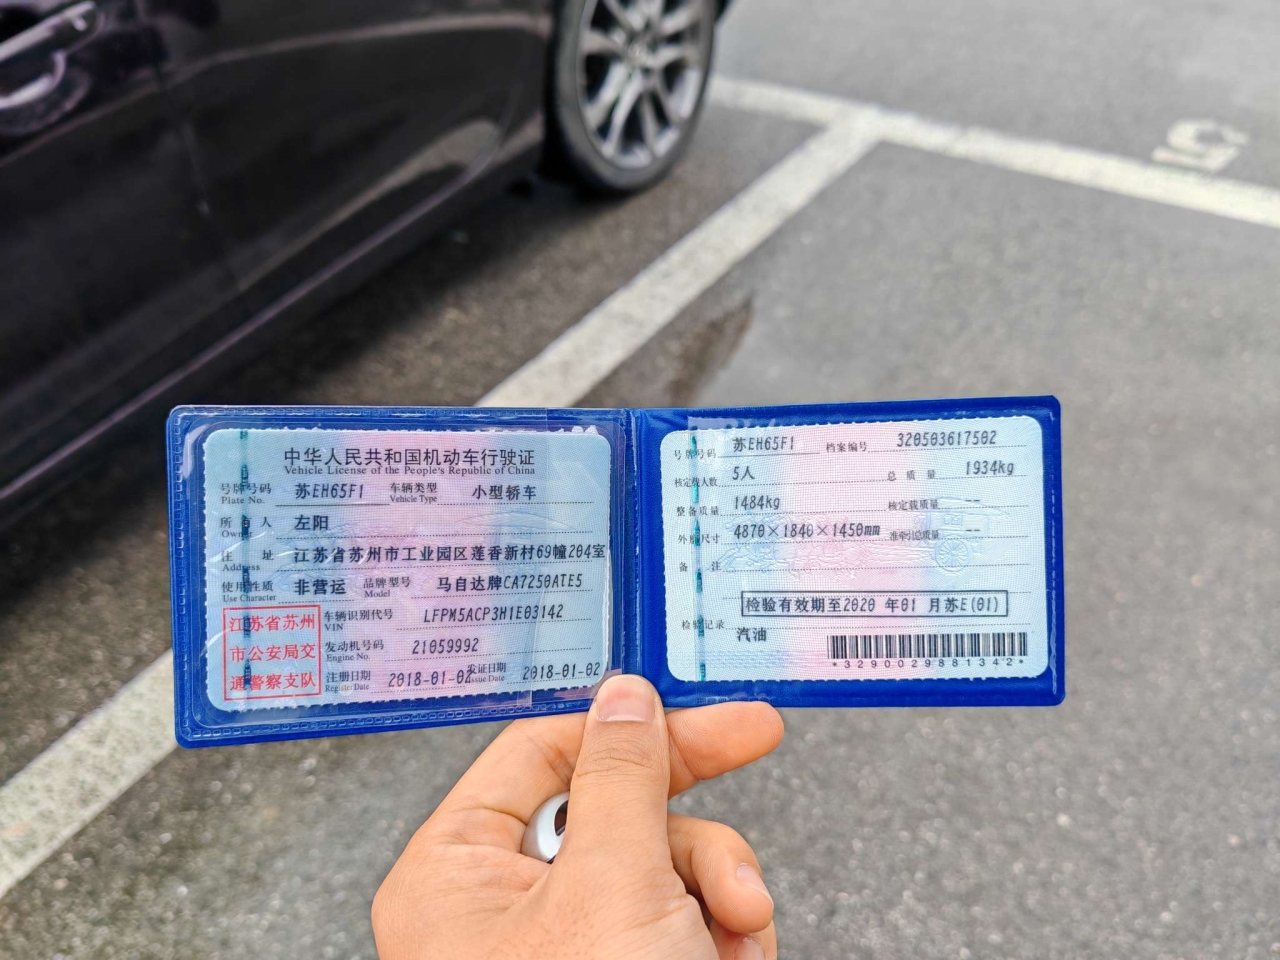 中华人民共和国机动车行驶证
Vehicle License of the People's Republic of China
号牌号码 苏EH65F1 车辆类型 小型轿车
Plate No. Vehicle Type
所有人 左阳
Owner
住 址 江苏省苏州市工业园区莲香新村69幢204室
Address
使用性质 非营运 品牌型号 马自达牌CA7250ATE5
Use Character Model
江苏省苏州
市公安局交
通警察支队
车辆识别代号 LFPM5ACP3H1E03142
VIN
发动机号码 21059992
Engine No.
注册日期 2018-01-02 发证日期 2018-01-02
Register Date Issue Date
号牌号码 苏EH65F1 档案编号 320503617502
核定载人数 5人 总 质 量 1934kg
整备质量 1484kg 核定载质量 --
外廓尺寸 4870×1840×1450mm 准牵引总质量 --
备 注
检验有效期至2020 年01 月苏E(01)
检验记录
汽油
*3290029881342*
5